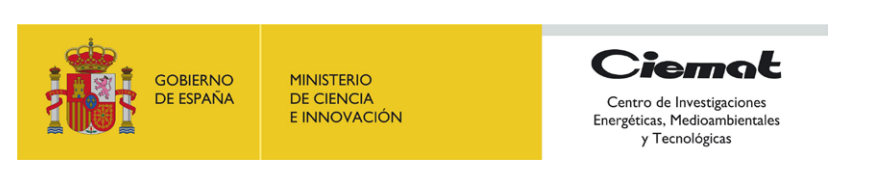 GOBIERNO
DE ESPAÑA
MINISTERIO
DE CIENCIA
E INNOVACIÓN
Ciemat
Centro de Investigaciones
Energéticas, Medioambientales
y Tecnológicas